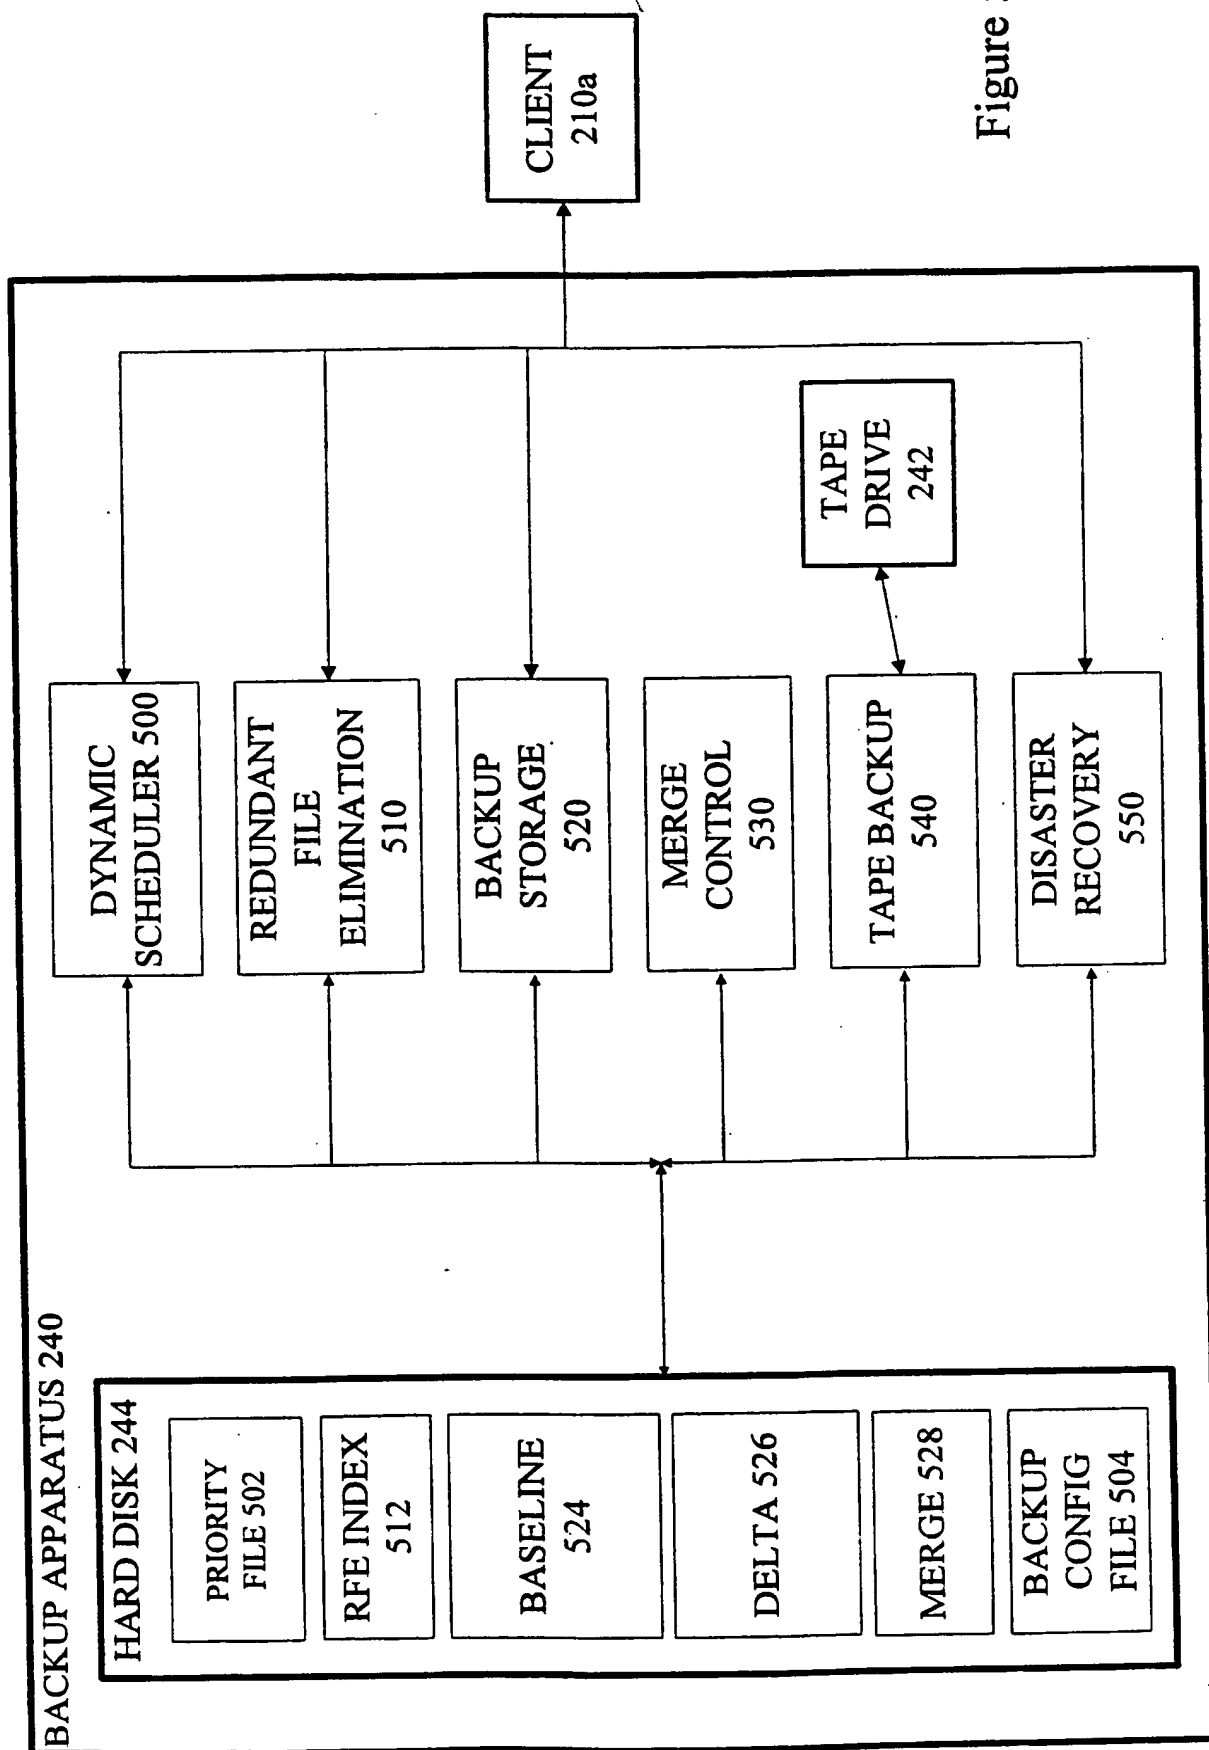 BACKUP APPARATUS 240
HARD DISK 244
PRIORITY
FILE 502
RFE INDEX
512
BASELINE
524
DELTA 526
MERGE 528
BACKUP
CONFIG
FILE 504
DYNAMIC
SCHEDULER 500
REDUNDANT
FILE
ELIMINATION
510
BACKUP
STORAGE
520
MERGE
CONTROL
530
TAPE BACKUP
540
DISASTER
RECOVERY
550
TAPE
DRIVE
242
CLIENT
210a
Figure